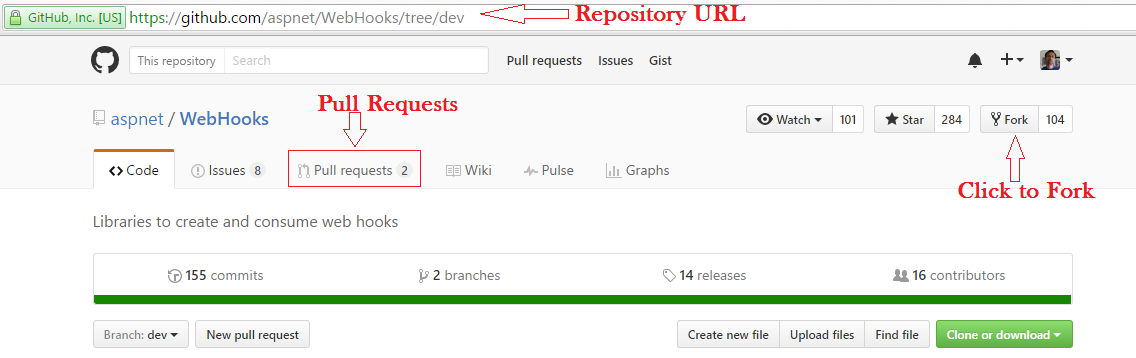 GitHub, Inc. [US] https://github.com/aspnet/WebHooks/tree/dev Repository URL
This repository Search Pull requests Issues Gist
Pull Requests
aspnet / WebHooks Watch 101 Star 284 Fork 104
Code Issues 8 Pull requests 2 Wiki Pulse Graphs
Click to Fork
Libraries to create and consume web hooks
155 commits 2 branches 14 releases 16 contributors
Branch: dev New pull request Create new file Upload files Find file Clone or download